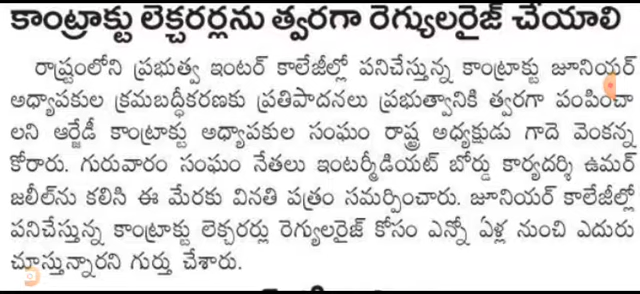 కాంట్రాక్టు లెక్చరర్లను త్వరగా రెగ్యులరైజ్ చేయాలి
రాష్ట్రంలోని ప్రభుత్వ ఇంటర్ కాలేజీల్లో పనిచేస్తున్న కాంట్రాక్టు జూనియర్
అధ్యాపకుల క్రమబద్ధీకరణకు ప్రతిపాదనలు ప్రభుత్వానికి త్వరగా పంపించా
లని ఆర్జేడీ కాంట్రాక్టు అధ్యాపకుల సంఘం రాష్ట్ర అధ్యక్షుడు గాదె వెంకన్న
కోరారు. గురువారం సంఘం నేతలు ఇంటర్మీడియట్ బోర్డు కార్యదర్శి ఉమర్
జలీల్‌ను కలిసి ఈ మేరకు వినతి పత్రం సమర్పించారు. జూనియర్ కాలేజీల్లో
పనిచేస్తున్న కాంట్రాక్టు లెక్చరర్లు రెగ్యులరైజ్ కోసం ఎన్నో ఏళ్ల నుంచి ఎదురు
చూస్తున్నారని గుర్తు చేశారు.